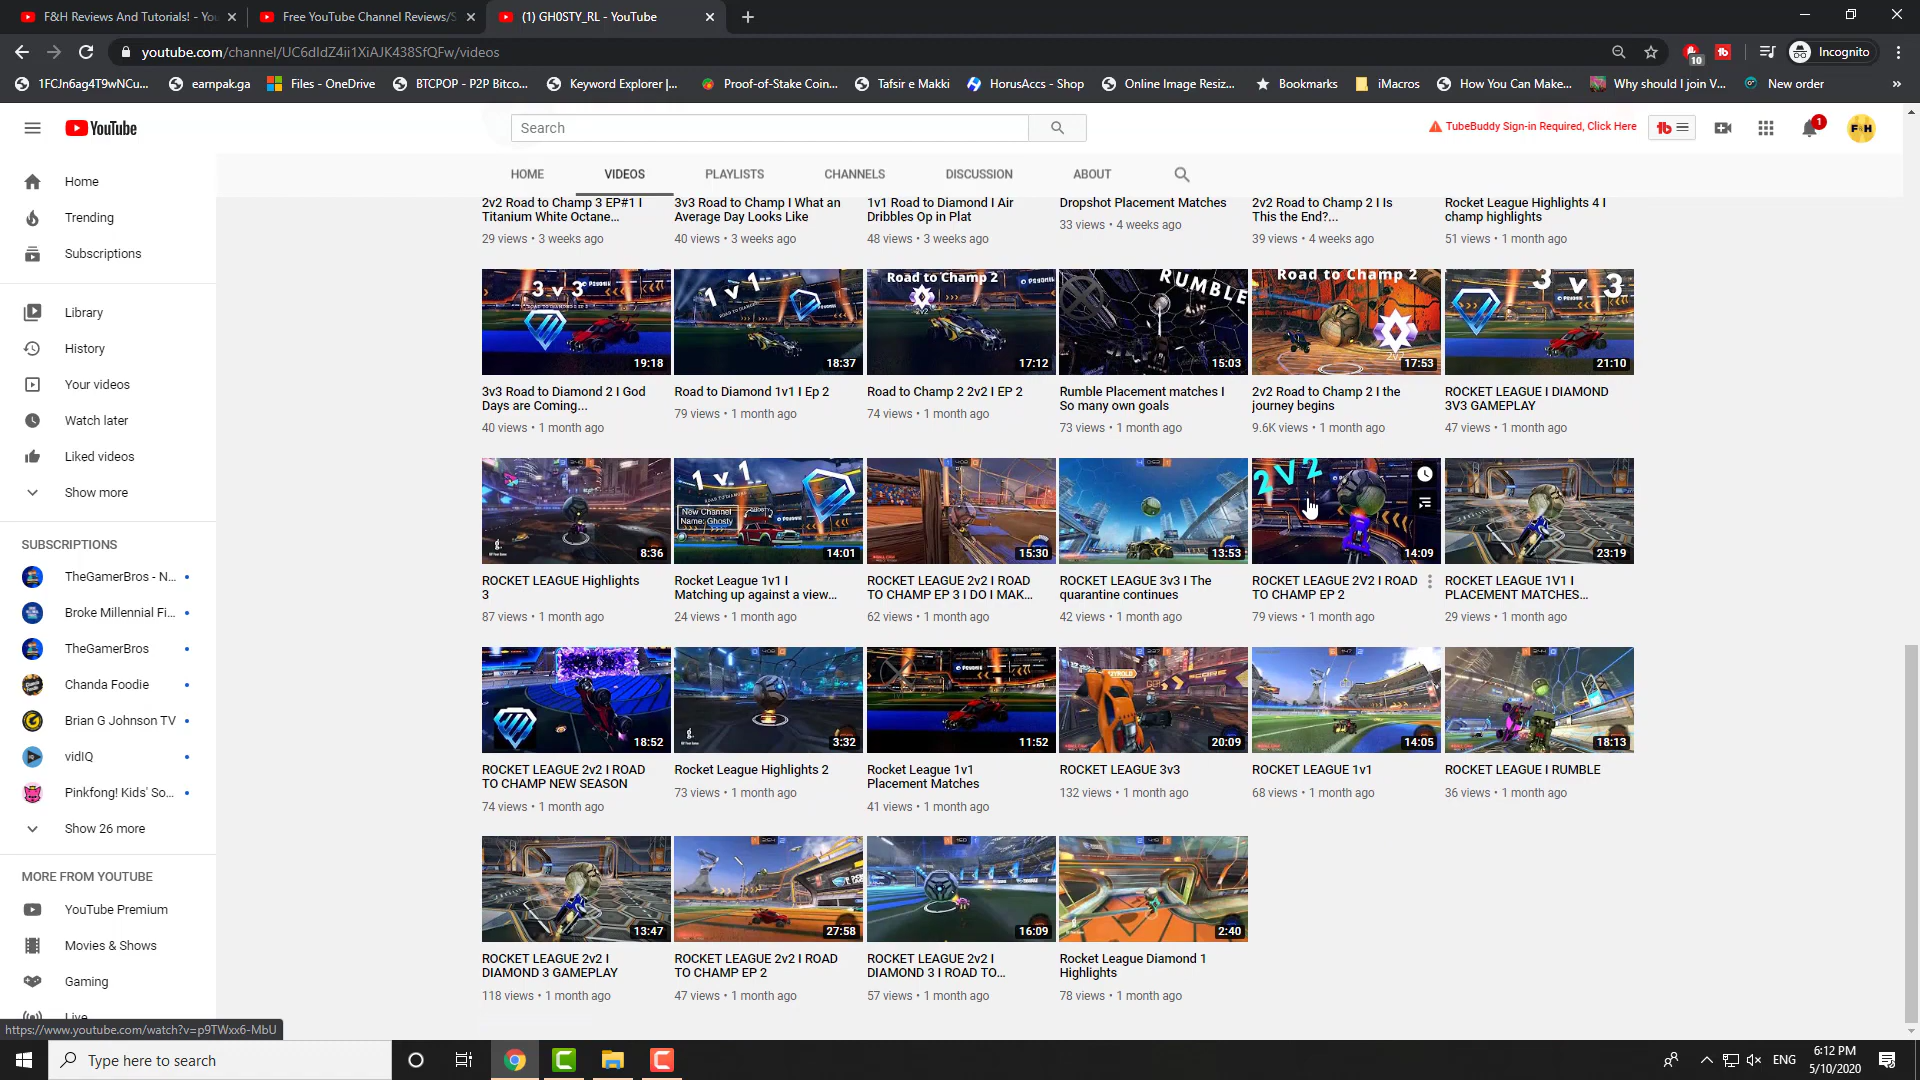 F&H Reviews And Tutorials! - You
Free YouTube Channel Reviews/S
(1) GH0STY_RL - YouTube
youtube.com/channel/UC6dIdZ4ii1XiAJK438SfQFw/videos
10
Incognito
1FCJn6ag4T9wNCu...
earnpak.ga
Files - OneDrive
BTCPOP - P2P Bitco...
Keyword Explorer |...
Proof-of-Stake Coin...
Tafsir e Makki
HorusAccs - Shop
Online Image Resiz...
Bookmarks
iMacros
How You Can Make...
Why should I join V...
New order
YouTube
Search
TubeBuddy Sign-in Required, Click Here
1
F&H
HOME
VIDEOS
PLAYLISTS
CHANNELS
DISCUSSION
ABOUT
Home
Trending
Subscriptions
Library
History
Your videos
Watch later
Liked videos
Show more
SUBSCRIPTIONS
TheGamerBros - N...
Broke Millennial Fi...
TheGamerBros
Chanda Foodie
Brian G Johnson TV
vidIQ
Pinkfong! Kids' So...
Show 26 more
MORE FROM YOUTUBE
YouTube Premium
Movies & Shows
Gaming
Live
2v2 Road to Champ 3 EP#1 I
Titanium White Octane...
29 views • 3 weeks ago
3v3 Road to Champ I What an
Average Day Looks Like
40 views • 3 weeks ago
1v1 Road to Diamond I Air
Dribbles Op in Plat
48 views • 3 weeks ago
Dropshot Placement Matches
33 views • 4 weeks ago
2v2 Road to Champ 2 I Is
This the End?...
39 views • 4 weeks ago
Rocket League Highlights 4 I
champ highlights
51 views • 1 month ago
3 v 3
19:18
3v3 Road to Diamond 2 I God
Days are Coming...
40 views • 1 month ago
1 v 1
18:37
Road to Diamond 1v1 I Ep 2
79 views • 1 month ago
Road to Champ 2
2v2
17:12
Road to Champ 2 2v2 I EP 2
74 views • 1 month ago
RUMBLE
15:03
Rumble Placement matches I
So many own goals
73 views • 1 month ago
Road to Champ 2
2v2
17:53
2v2 Road to Champ 2 I the
journey begins
9.6K views • 1 month ago
3 v 3
21:10
ROCKET LEAGUE I DIAMOND
3V3 GAMEPLAY
47 views • 1 month ago
8:36
ROCKET LEAGUE Highlights
3
87 views • 1 month ago
1 v 1
New Channel
Name: Ghosty
14:01
Rocket League 1v1 I
Matching up against a view...
24 views • 1 month ago
15:30
ROCKET LEAGUE 2v2 I ROAD
TO CHAMP EP 3 I DO I MAK...
62 views • 1 month ago
13:53
ROCKET LEAGUE 3v3 I The
quarantine continues
42 views • 1 month ago
2 V 2
14:09
ROCKET LEAGUE 2V2 I ROAD
TO CHAMP EP 2
79 views • 1 month ago
23:19
ROCKET LEAGUE 1V1 I
PLACEMENT MATCHES...
29 views • 1 month ago
18:52
ROCKET LEAGUE 2v2 I ROAD
TO CHAMP NEW SEASON
74 views • 1 month ago
3:32
Rocket League Highlights 2
73 views • 1 month ago
11:52
Rocket League 1v1
Placement Matches
41 views • 1 month ago
20:09
ROCKET LEAGUE 3v3
132 views • 1 month ago
14:05
ROCKET LEAGUE 1v1
68 views • 1 month ago
18:13
ROCKET LEAGUE I RUMBLE
36 views • 1 month ago
13:47
ROCKET LEAGUE 2v2 I
DIAMOND 3 GAMEPLAY
118 views • 1 month ago
27:58
ROCKET LEAGUE 2v2 I ROAD
TO CHAMP EP 2
47 views • 1 month ago
16:09
ROCKET LEAGUE 2v2 I
DIAMOND 3 I ROAD TO...
57 views • 1 month ago
2:40
Rocket League Diamond 1
Highlights
78 views • 1 month ago
https://www.youtube.com/watch?v=p9TWxx6-MbU
Type here to search
ENG
6:12 PM
5/10/2020